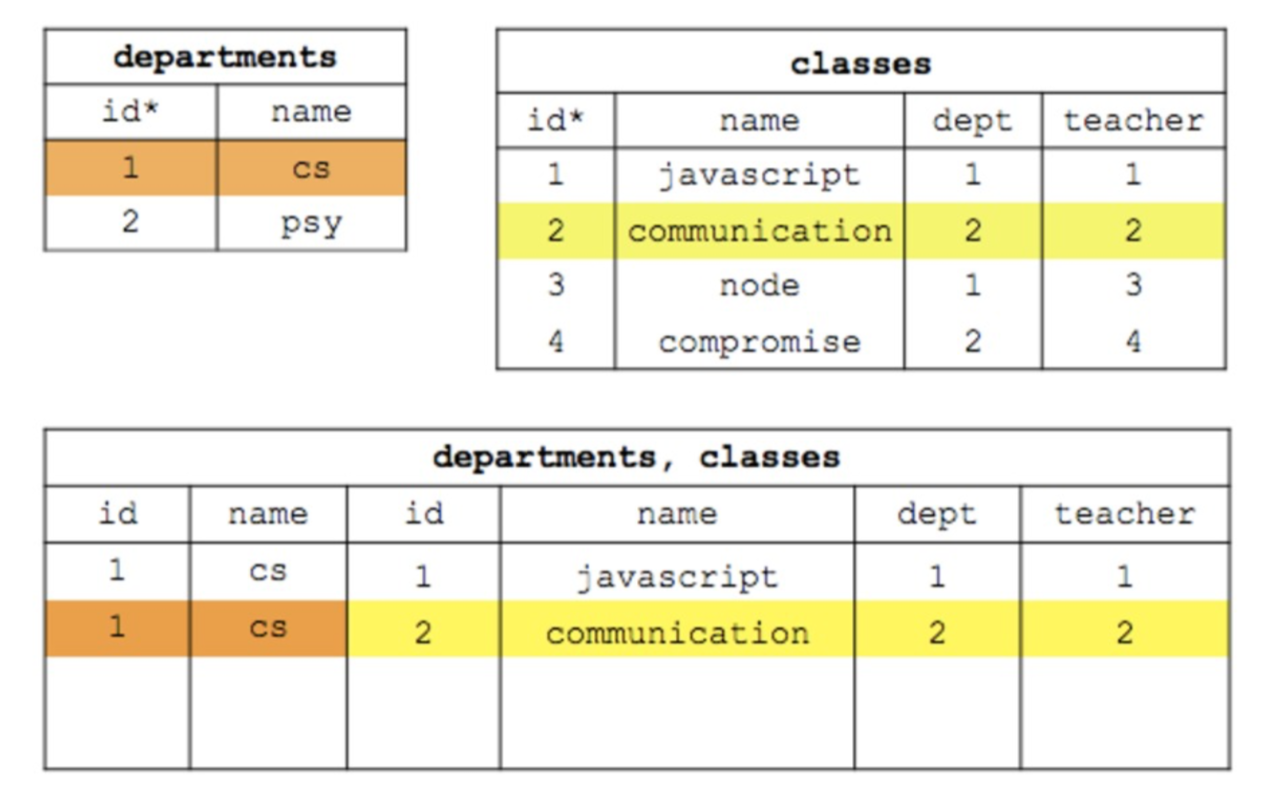 departments
id* name
1 cs
2 psy
classes
id* name dept teacher
1 javascript 1 1
2 communication 2 2
3 node 1 3
4 compromise 2 4
departments, classes
id name id name dept teacher
1 cs 1 javascript 1 1
1 cs 2 communication 2 2